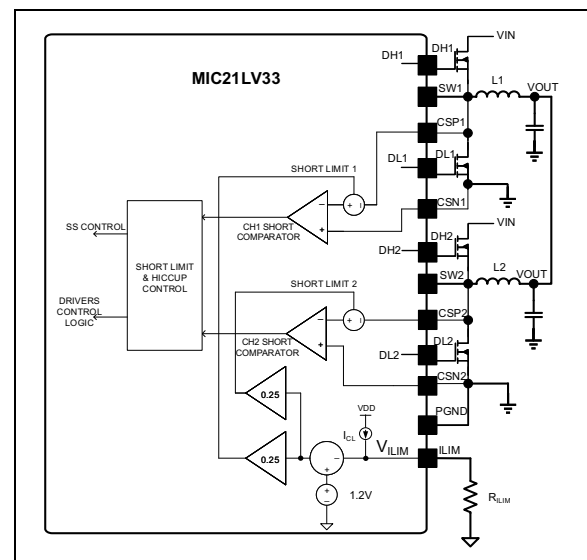 VIN
DH1
DH1
MIC21LV33
L1
VOUT
SW1
CSP1
SHORT LIMIT 1
DL1
DL1
CSN1
SS CONTROL
CH1 SHORT
COMPARATOR
VIN
DH2
DH2
SHORT LIMIT
& HICCUP
CONTROL
L2
VOUT
SW2
SHORT LIMIT 2
DRIVERS
CONTROL
LOGIC
CSP2
CH2 SHORT
COMPARATOR
DL2
DL2
CSN2
0.25
VDD
PGND
ICL
VILIM
ILIM
0.25
1.2V
RILIM